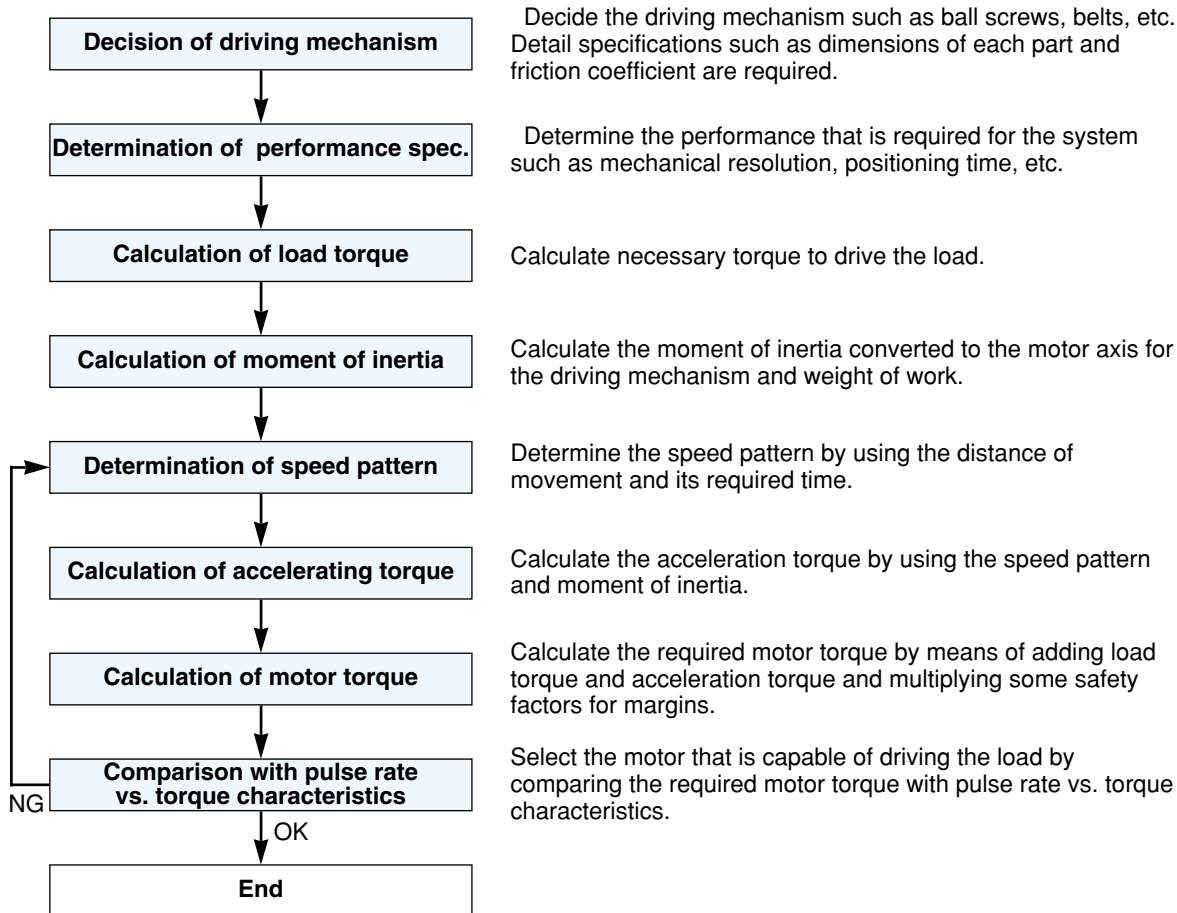 Decision of driving mechanism
Decide the driving mechanism such as ball screws, belts, etc.
Detail specifications such as dimensions of each part and
friction coefficient are required.
Determination of  performance spec.
Determine the performance that is required for the system
such as mechanical resolution, positioning time, etc.
Calculation of load torque
Calculate necessary torque to drive the load.
Calculation of moment of inertia
Calculate the moment of inertia converted to the motor axis for
the driving mechanism and weight of work.
Determination of speed pattern
Determine the speed pattern by using the distance of
movement and its required time.
Calculation of accelerating torque
Calculate the acceleration torque by using the speed pattern
and moment of inertia.
Calculation of motor torque
Calculate the required motor torque by means of adding load
torque and acceleration torque and multiplying some safety
factors for margins.
Comparison with pulse rate
vs. torque characteristics
Select the motor that is capable of driving the load by
comparing the required motor torque with pulse rate vs. torque
characteristics.
NG
OK
End